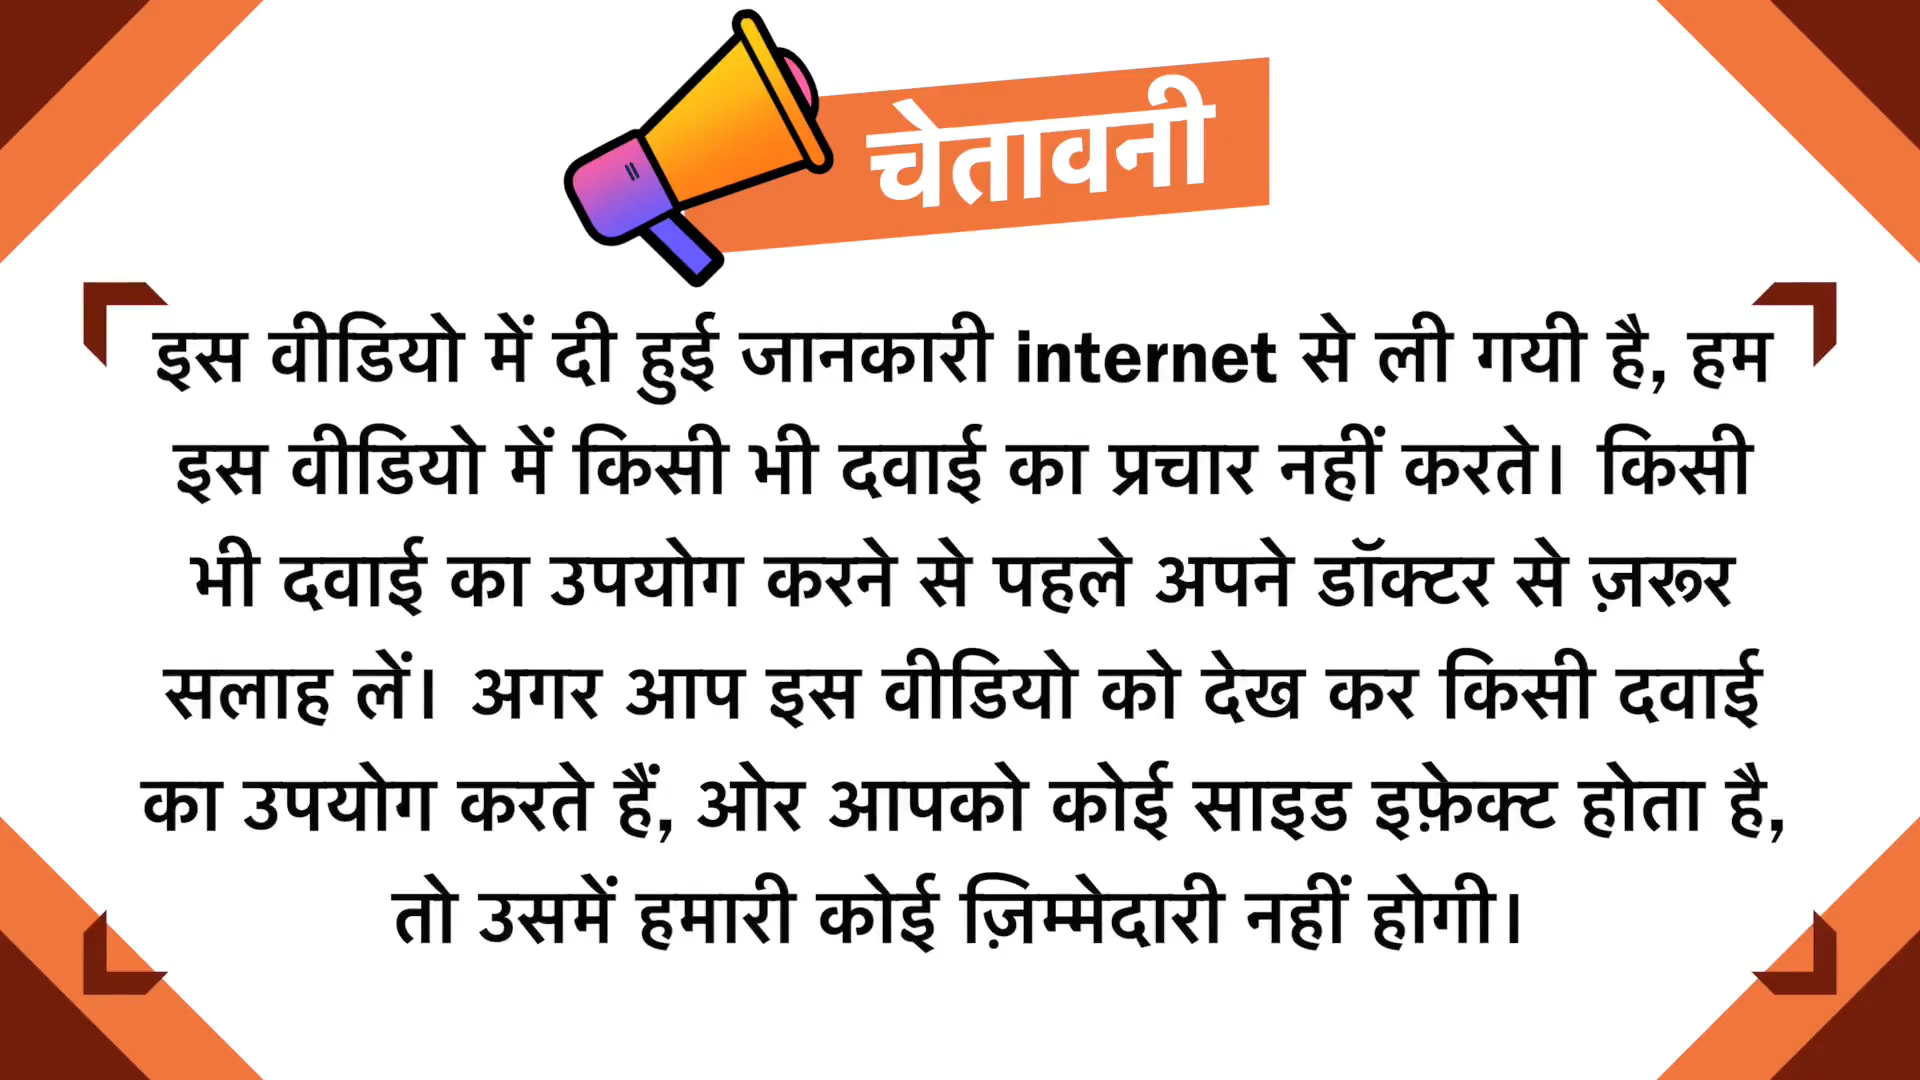 चेतावनी
इस वीडियो में दी हुई जानकारी internet से ली गयी है, हम
इस वीडियो में किसी भी दवाई का प्रचार नहीं करते। किसी
भी दवाई का उपयोग करने से पहले अपने डॉक्टर से ज़रूर
सलाह लें। अगर आप इस वीडियो को देख कर किसी दवाई
का उपयोग करते हैं, ओर आपको कोई साइड इफ़ेक्ट होता है,
तो उसमें हमारी कोई ज़िम्मेदारी नहीं होगी।